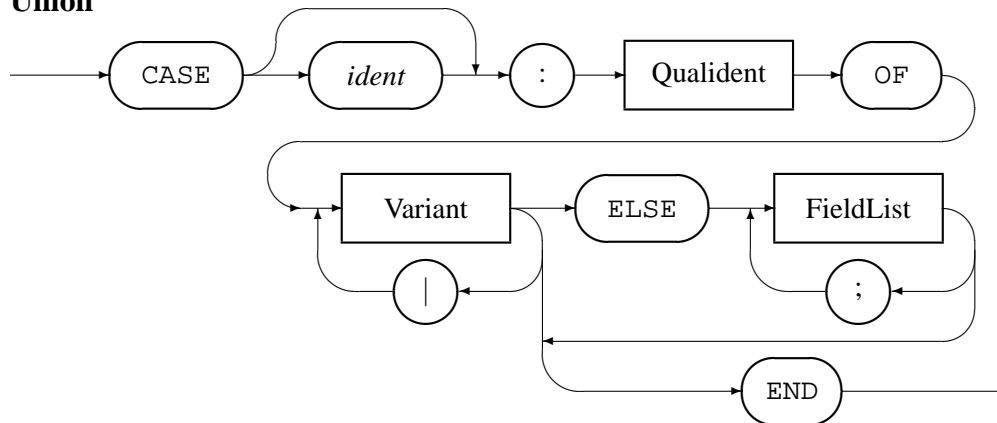 Union
CASE ident : Qualident OF
Variant ELSE FieldList
| ;
END